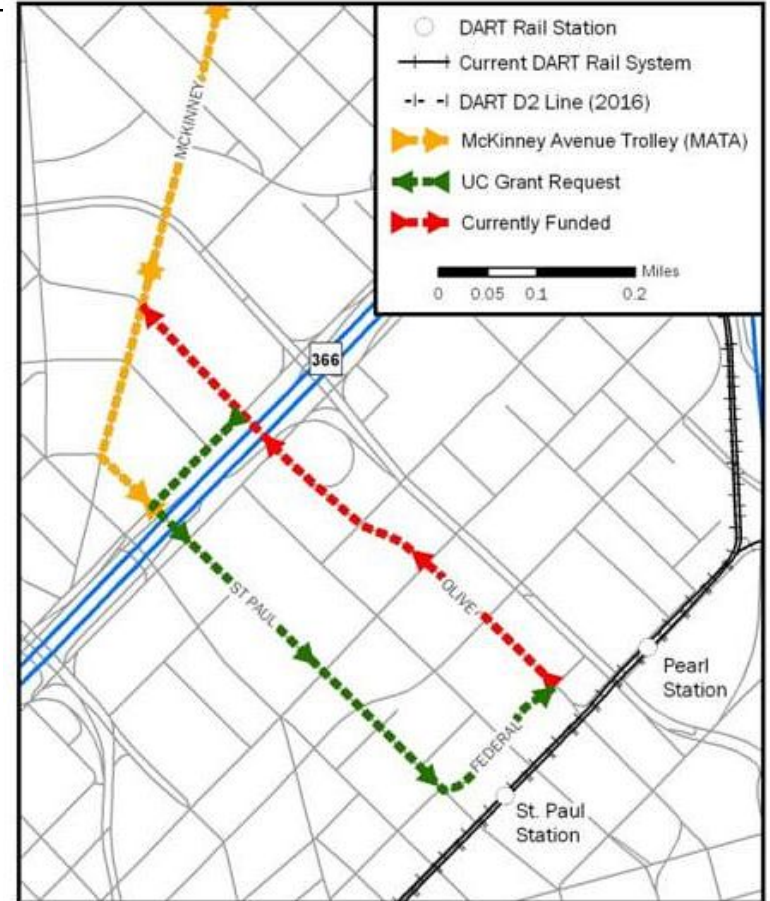 DART Rail Station
Current DART Rail System
DART D2 Line (2016)
McKinney Avenue Trolley (MATA)
UC Grant Request
Currently Funded
Miles
0 0.05 0.1 0.2
MCKINNEY
366
ST PAUL
OLIVE
FEDERAL
Pearl
Station
St. Paul
Station